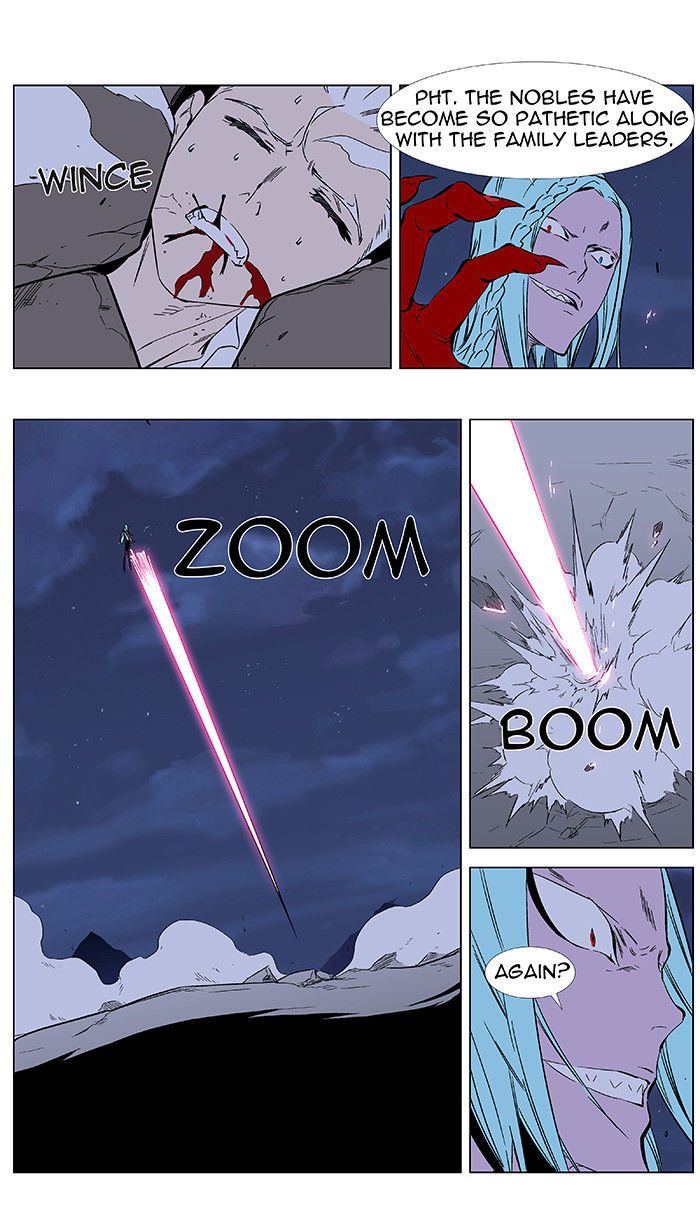 WINCE
PHT. THE NOBLES HAVE
BECOME SO PATHETIC ALONG
WITH THE FAMILY LEADERS.
ZOOM
BOOM
AGAIN?